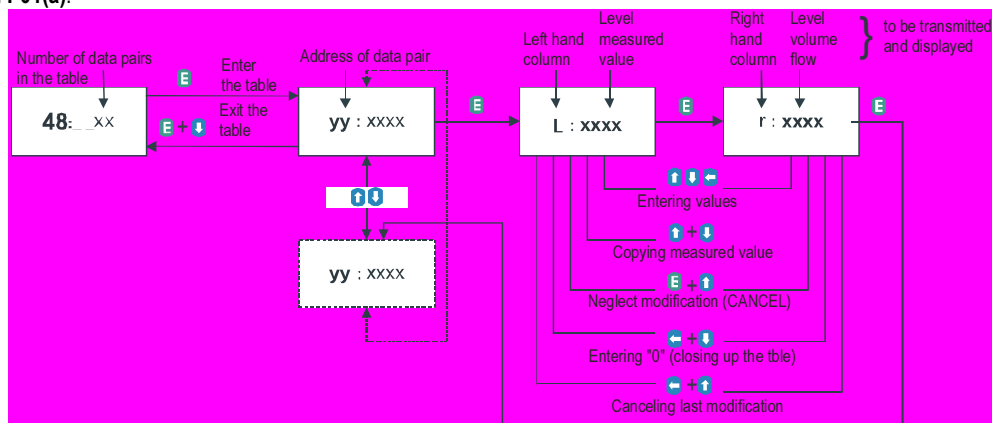 Number of data pairs
in the table
E
Enter
the table
Exit the
table
E +
48:_ _xx
Address of data pair
yy : xxxx
yy : xxxx
E
Left hand
column
Level
measured
value
L : xxxx
E
Right
hand
column
Level
volume
flow
to be transmitted
and displayed
r : xxxx
E
Entering values
+
Copying measured value
E +
Neglect modification (CANCEL)
+
Entering "0" (closing up the tble)
+
Canceling last modification